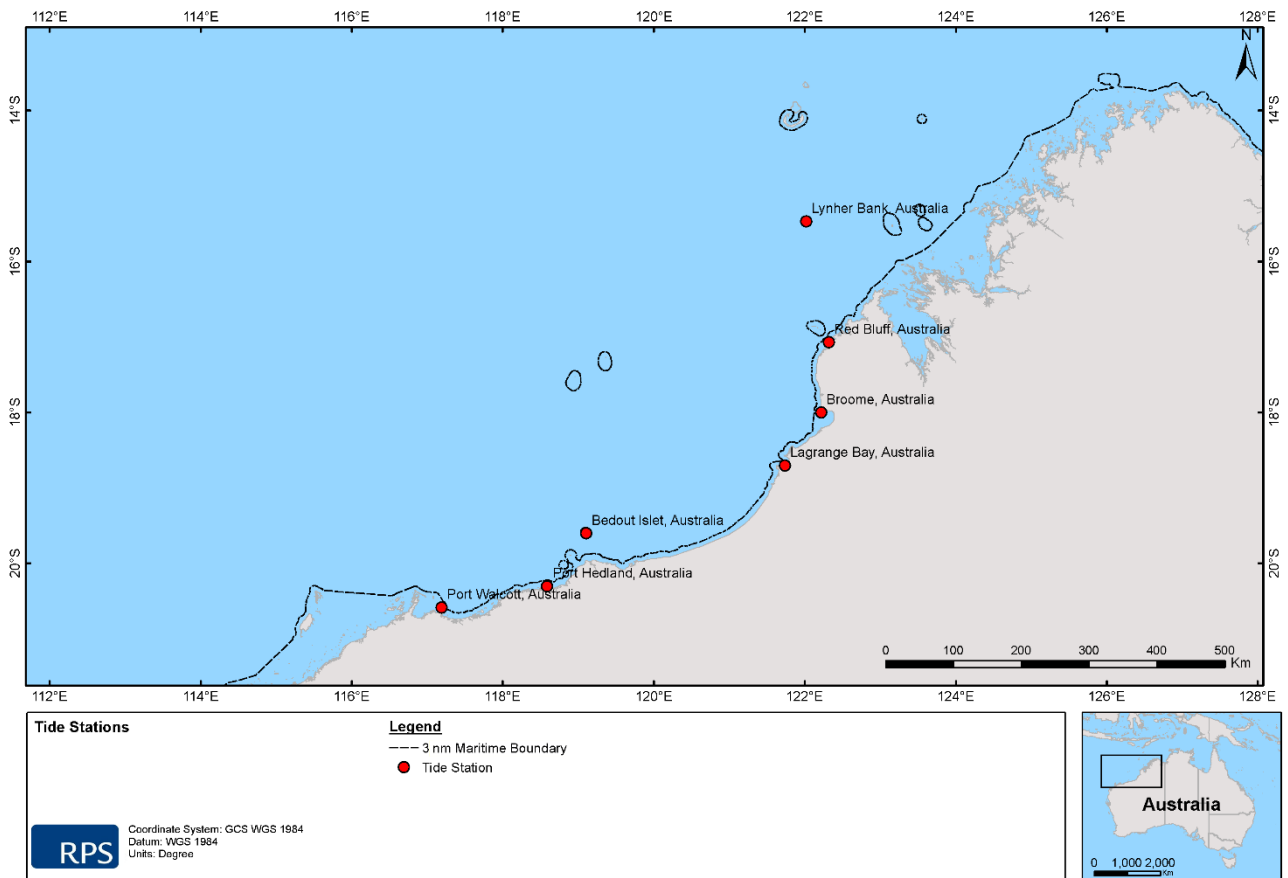 112°E 114°E 116°E 118°E 120°E 122°E 124°E 126°E 128°E
N
14°S 14°S
Lynher Bank, Australia
16°S 16°S
Red Bluff, Australia
Broome, Australia
18°S 18°S
Lagrange Bay, Australia
Bedout Islet, Australia
20°S 20°S
Port Hedland, Australia
Port Walcott, Australia
0 100 200 300 400 500
Km
112°E 114°E 116°E 118°E 120°E 122°E 124°E 126°E 128°E
Tide Stations
Legend
3 nm Maritime Boundary
Tide Station
RPS
Coordinate System: GCS WGS 1984
Datum: WGS 1984
Units: Degree
Australia
0 1,000 2,000
Km